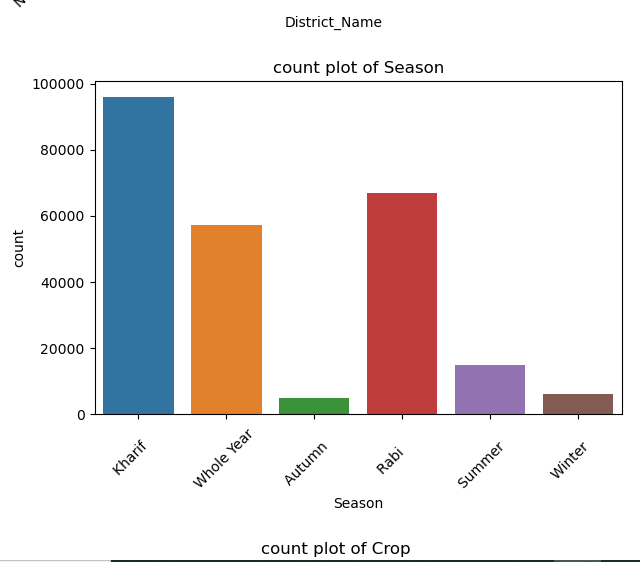 District_Name
count plot of Season
100000
80000
60000
40000
20000
0
count
Kharif
Whole Year
Autumn
Rabi
Summer
Winter
Season
count plot of Crop